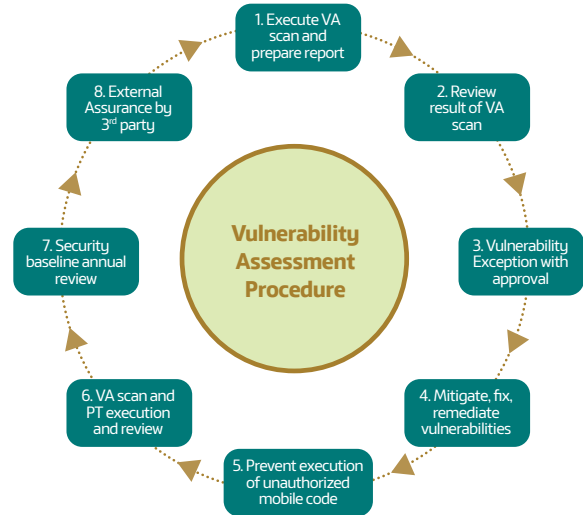 1. Execute VA
scan and
prepare report
2. Review
result of VA
scan
3. Vulnerability
Exception with
approval
4. Mitigate, fix,
remediate
vulnerabilities
5. Prevent execution
of unauthorized
mobile code
6. VA scan and
PT execution
and review
7. Security
baseline annual
review
8. External
Assurance by
3rd party
Vulnerability
Assessment
Procedure